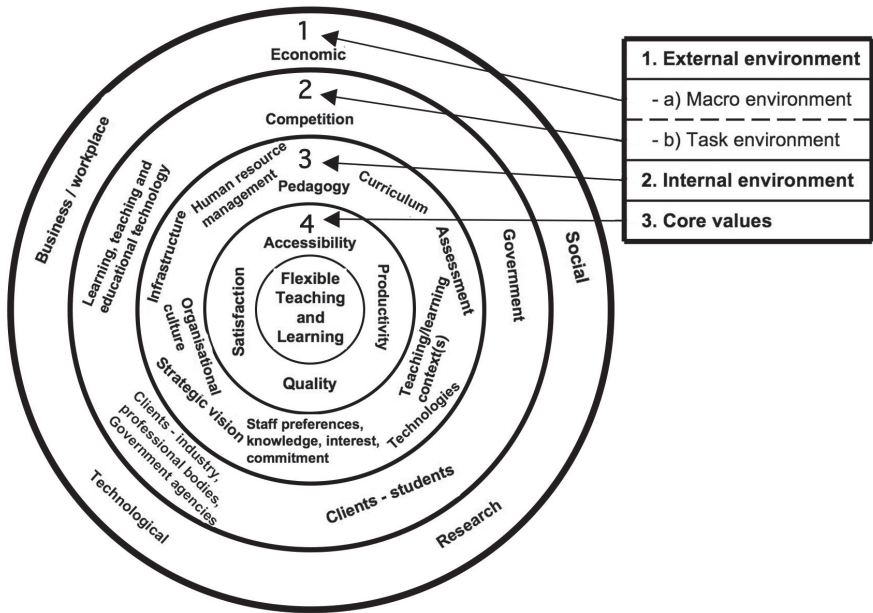 1
Economic
Social
Research
Technological
Business / workplace
2
Competition
Government
Clients - students
Clients - industry,
professional bodies,
Government agencies
Learning, teaching and
educational technology
3
Pedagogy
Curriculum
Assessment
Teaching/learning
context(s)
Technologies
Staff preferences,
knowledge, interest,
commitment
Strategic vision
Organisational
culture
Infrastructure
Human resource
management
4
Accessibility
Productivity
Quality
Satisfaction
Flexible
Teaching
and
Learning
1. External environment
- a) Macro environment
- b) Task environment
2. Internal environment
3. Core values